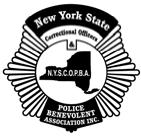 New York State
Correctional Officers
&
N.Y.S.C.O.P.B.A.
POLICE
BENEVOLENT
ASSOCIATION INC.